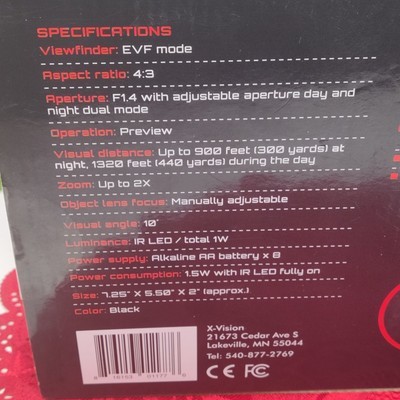 SPECIFICATIONS
Viewfinder: EVF mode
Aspect ratio: 4:3
Aperture: F1.4 with adjustable aperture day and
night dual mode
Operation: Preview
Visual distance: Up to 900 feet (300 yards) at
night, 1320 feet (440 yards) during the day
Zoom: Up to 2X
Object lens focus: Manually adjustable
Visual angle: 10°
Luminance: IR LED / total 1W
Power supply: Alkaline AA battery x 8
Power consumption: 1.5W with IR LED fully on
Size: 7.25" X 5.50" X 2" (approx.)
Color: Black
X-Vision
21673 Cedar Ave S
Lakeville, MN 55044
Tel: 540-877-2769
CE FC